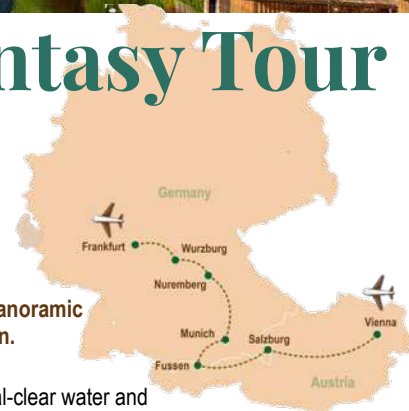 ntasy Tour
Germany
Frankfurt
Wurzburg
Nuremberg
anoramic
n.
Munich
Salzburg
Vienna
Fussen
Austria
al-clear water and